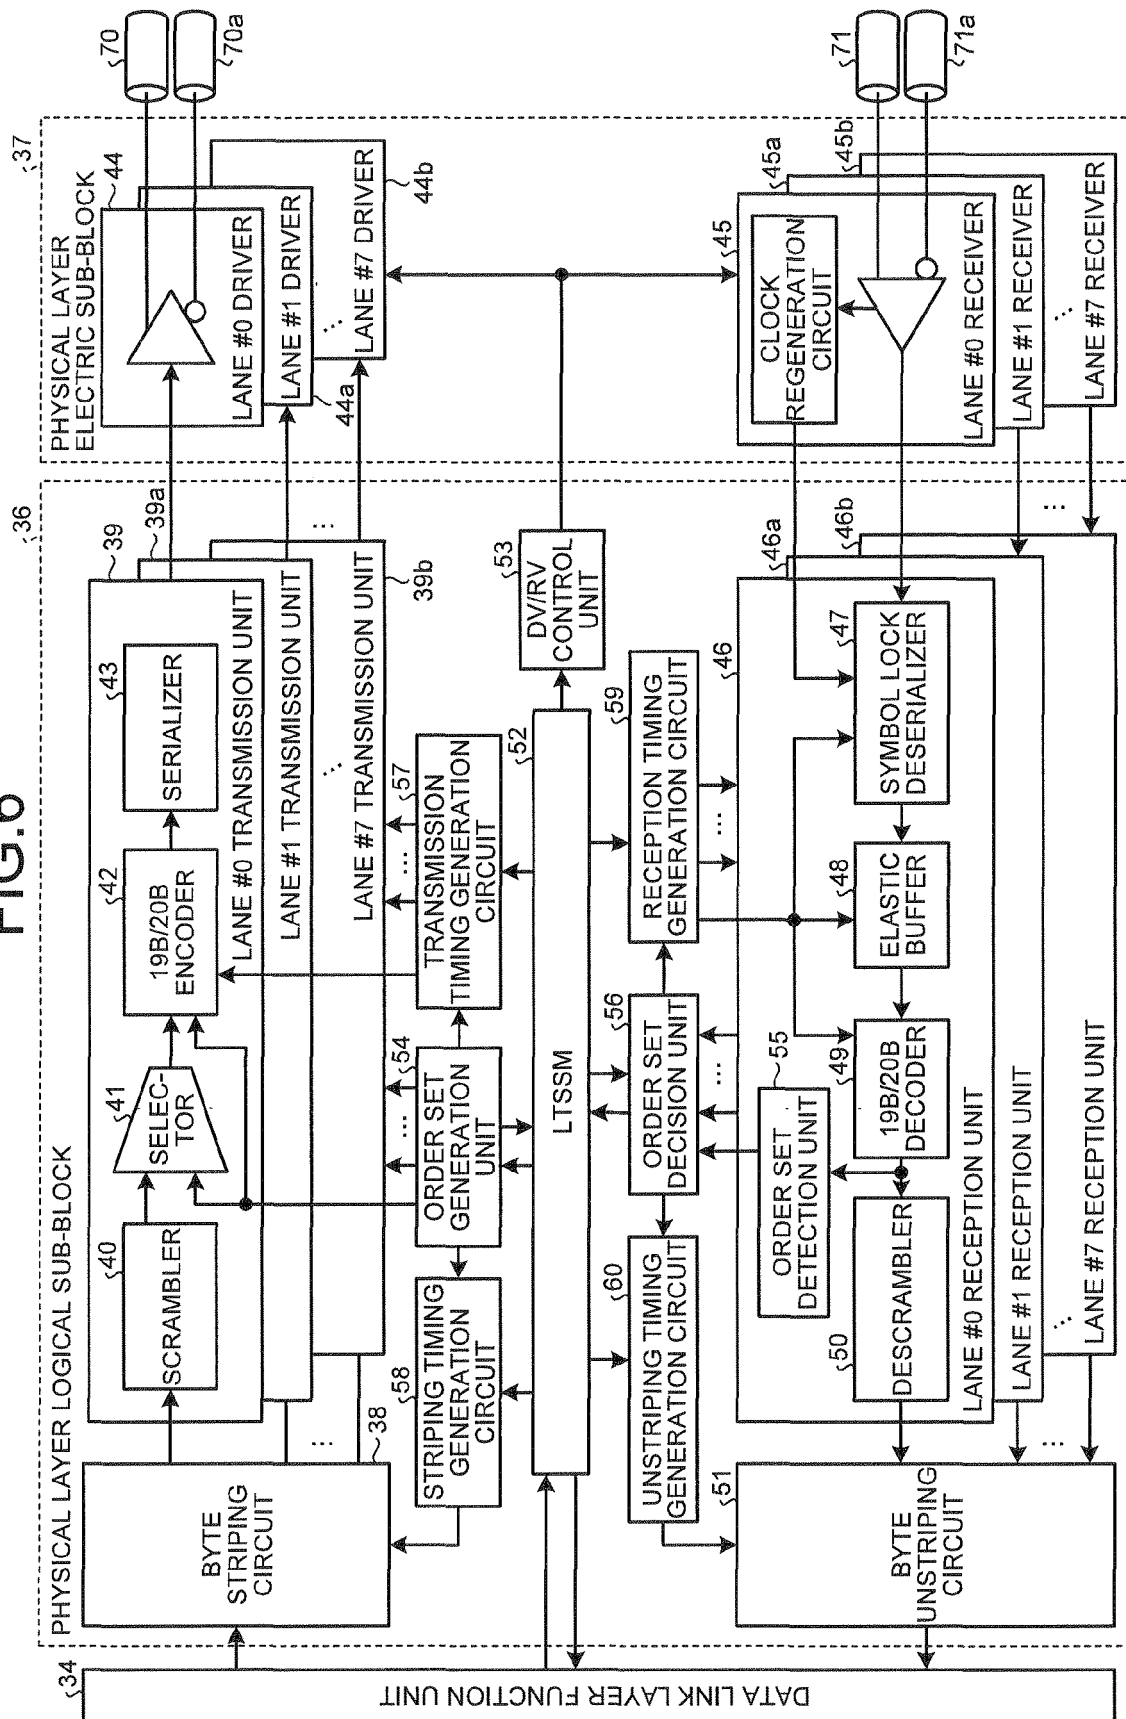 FIG.6
PHYSICAL LAYER LOGICAL SUB-BLOCK
36
PHYSICAL LAYER
ELECTRIC SUB-BLOCK
37
34
DATA LINK LAYER FUNCTION UNIT
BYTE
STRIPING
CIRCUIT
38
SCRAMBLER
40
SELEC-
TOR
41
19B/20B
ENCODER
42
SERIALIZER
43
LANE #0 TRANSMISSION UNIT
39
LANE #1 TRANSMISSION UNIT
39a
...
LANE #7 TRANSMISSION UNIT
39b
...
...
44
LANE #0 DRIVER
LANE #1 DRIVER
44a
...
LANE #7 DRIVER
44b
70
70a
STRIPING TIMING
GENERATION
CIRCUIT
58
ORDER SET
GENERATION
UNIT
54
...
TRANSMISSION
TIMING GENERATION
CIRCUIT
57
...
LTSSM
52
DV/RV
CONTROL
UNIT
53
UNSTRIPING TIMING
GENERATION CIRCUIT
60
ORDER SET
DECISION UNIT
56
...
RECEPTION TIMING
GENERATION CIRCUIT
59
...
BYTE
UNSTRIPING
CIRCUIT
51
ORDER SET
DETECTION UNIT
55
DESCRAMBLER
50
19B/20B
DECODER
49
ELASTIC
BUFFER
48
SYMBOL LOCK
DESERIALIZER
47
LANE #0 RECEPTION UNIT
46
LANE #1 RECEPTION UNIT
46a
...
LANE #7 RECEPTION UNIT
46b
...
...
CLOCK
REGENERATION
CIRCUIT
45
LANE #0 RECEIVER
45a
LANE #1 RECEIVER
45b
...
LANE #7 RECEIVER
71
71a